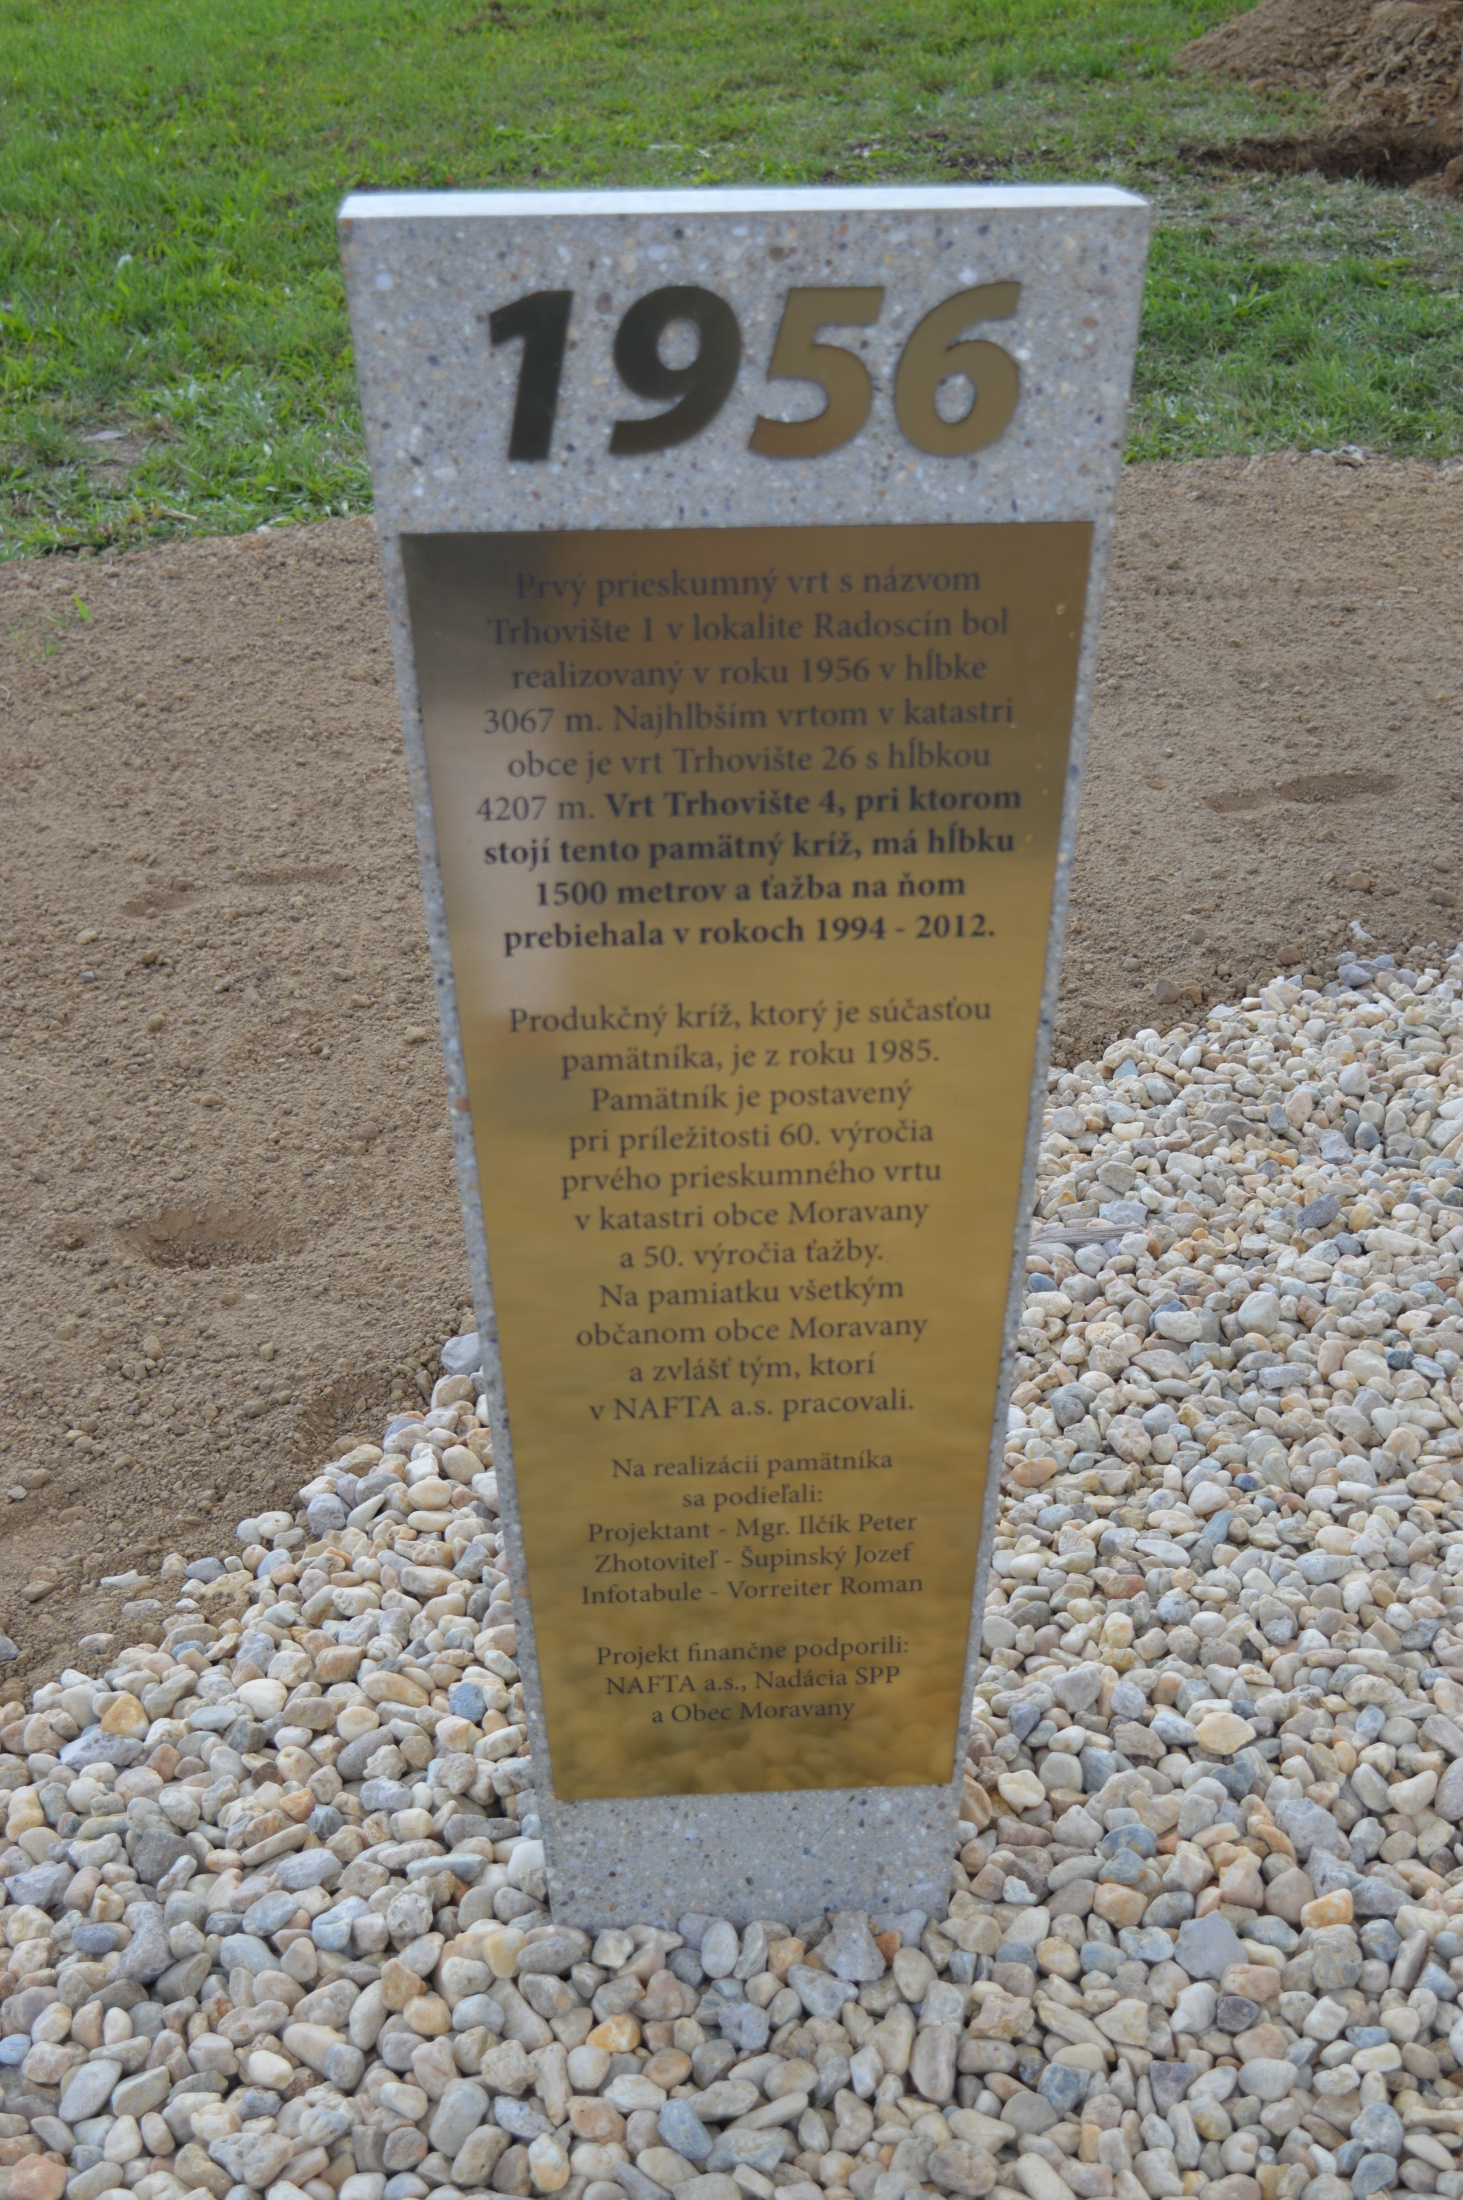 1956
Prvý prieskumný vrt s názvom
Trhovište 1 v lokalite Radoscín bol
realizovaný v roku 1956 v hĺbke
3067 m. Najhlbším vrtom v katastri
obce je vrt Trhovište 26 s hĺbkou
4207 m. Vrt Trhovište 4, pri ktorom
stojí tento pamätný kríž, má hĺbku
1500 metrov a ťažba na ňom
prebiehala v rokoch 1994 - 2012.
Produkčný kríž, ktorý je súčasťou
pamätníka, je z roku 1985.
Pamätník je postavený
pri príležitosti 60. výročia
prvého prieskumného vrtu
v katastri obce Moravany
a 50. výročia ťažby.
Na pamiatku všetkým
občanom obce Moravany
a zvlášť tým, ktorí
v NAFTA a.s. pracovali.
Na realizácii pamätníka
sa podieľali:
Projektant - Mgr. Ilčík Peter
Zhotoviteľ - Šupinský Jozef
Infotabule - Vorreiter Roman
Projekt finančne podporili:
NAFTA a.s., Nadácia SPP
a Obec Moravany